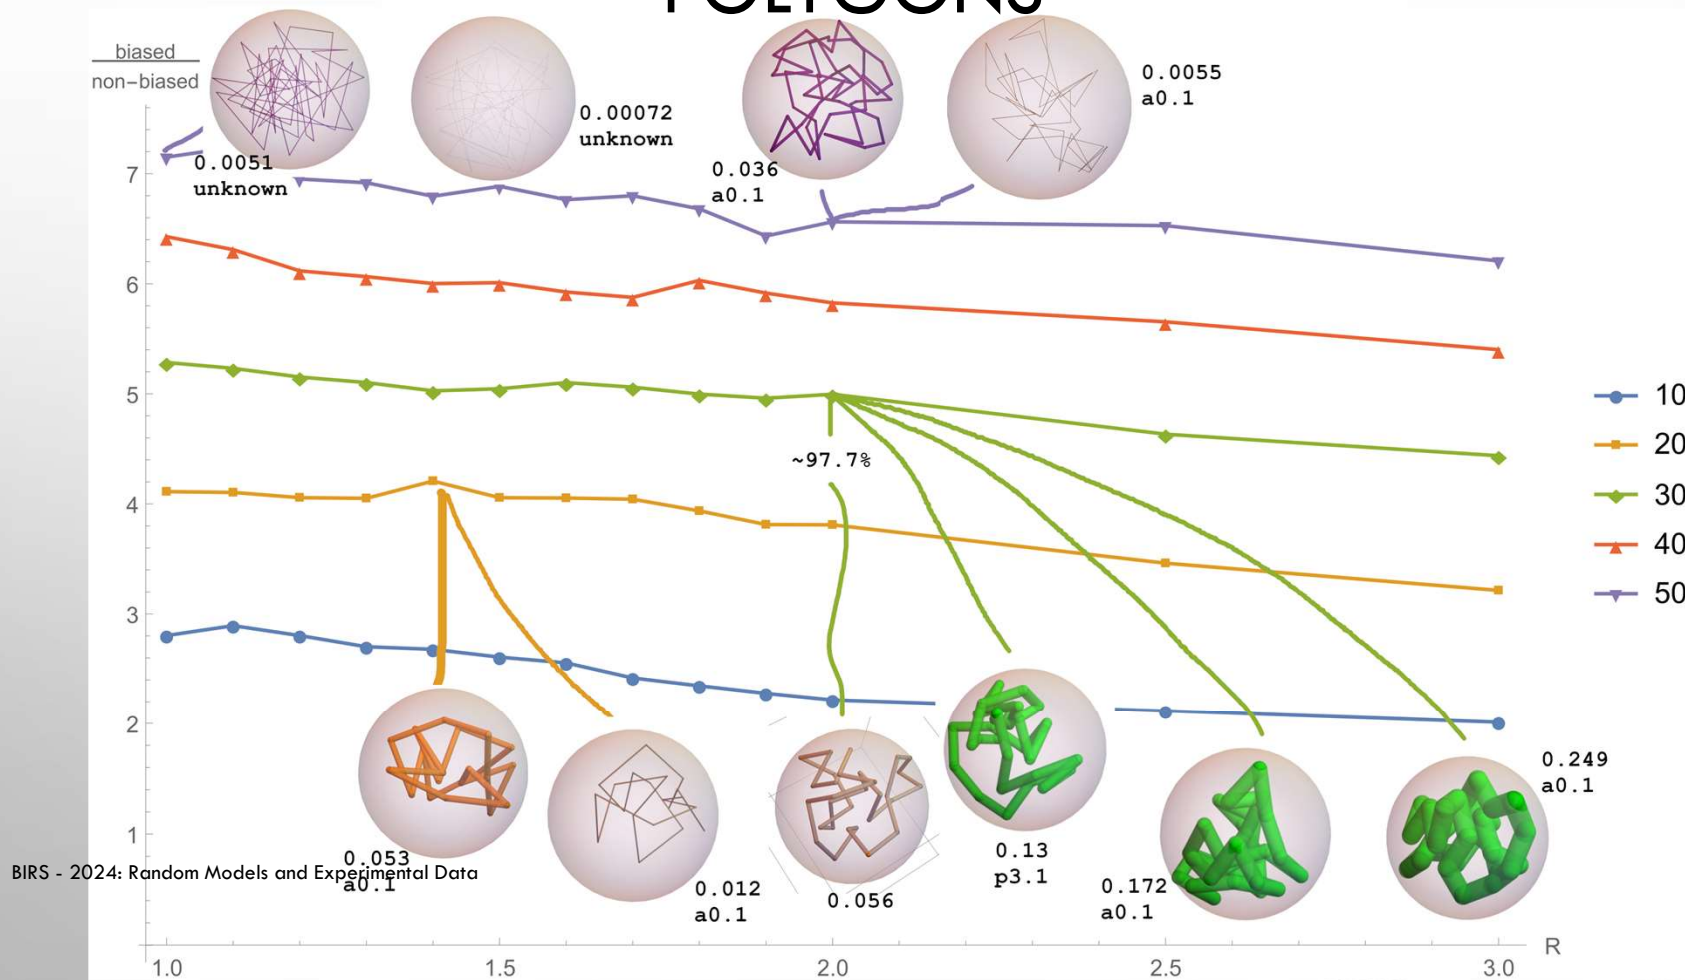 POLYGONS
biased
non-biased
0.0051
unknown
0.00072
unknown
0.036
a0.1
0.0055
a0.1
7
6
5
4
3
2
1
~97.7%
10
20
30
40
50
0.053
a0.1
0.012
a0.1
0.056
0.13
p3.1
0.172
a0.1
0.249
a0.1
BIRS - 2024: Random Models and Experimental Data
R
1.0 1.5 2.0 2.5 3.0